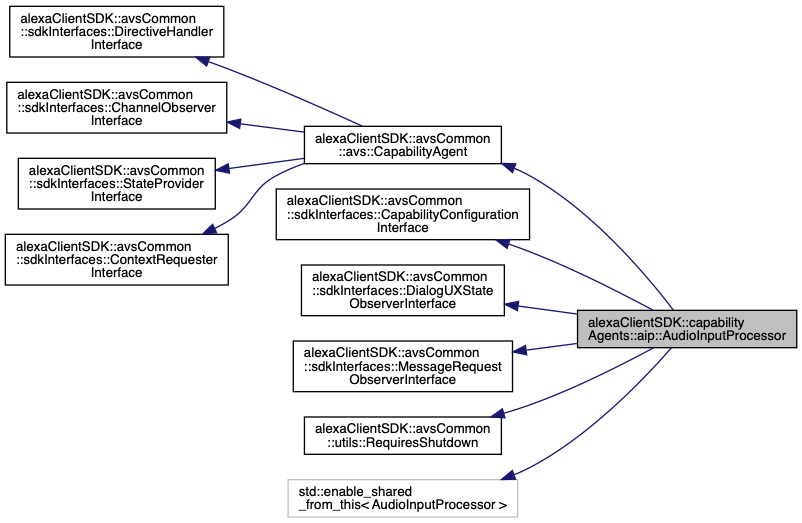 alexaClientSDK::avsCommon
::sdkInterfaces::DirectiveHandler
Interface
alexaClientSDK::avsCommon
::sdkInterfaces::ChannelObserver
Interface
alexaClientSDK::avsCommon
::sdkInterfaces::StateProvider
Interface
alexaClientSDK::avsCommon
::sdkInterfaces::ContextRequester
Interface
alexaClientSDK::avsCommon
::avs::CapabilityAgent
alexaClientSDK::avsCommon
::sdkInterfaces::CapabilityConfiguration
Interface
alexaClientSDK::avsCommon
::sdkInterfaces::DialogUXState
ObserverInterface
alexaClientSDK::avsCommon
::sdkInterfaces::MessageRequest
ObserverInterface
alexaClientSDK::avsCommon
::utils::RequiresShutdown
std::enable_shared
_from_this< AudioInputProcessor >
alexaClientSDK::capability
Agents::aip::AudioInputProcessor